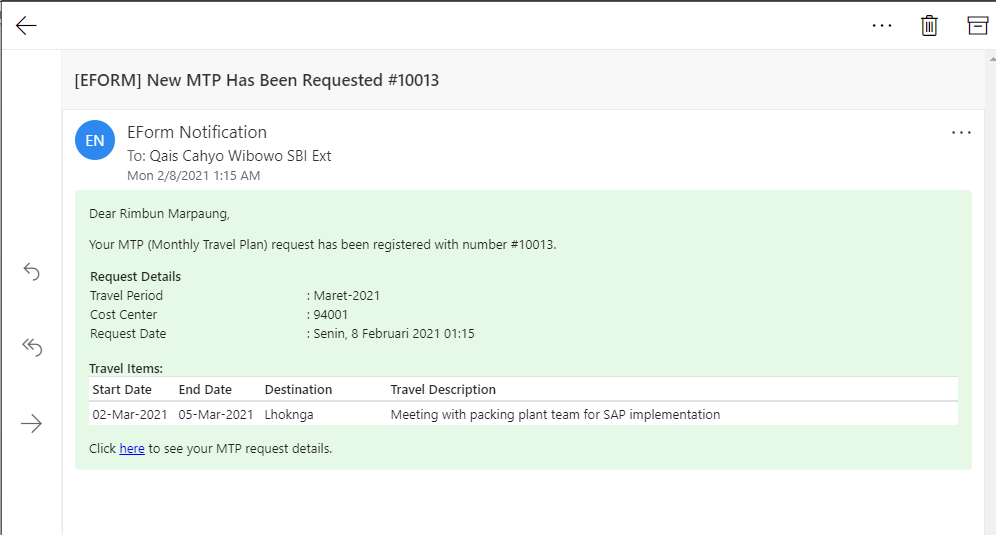 [EFORM] New MTP Has Been Requested #10013
EN
EForm Notification
To: Qais Cahyo Wibowo SBI Ext
Mon 2/8/2021 1:15 AM
Dear Rimbun Marpaung,
Your MTP (Monthly Travel Plan) request has been registered with number #10013.
Request Details
Travel Period : Maret-2021
Cost Center : 94001
Request Date : Senin, 8 Februari 2021 01:15
Travel Items:
Start Date End Date Destination Travel Description
02-Mar-2021 05-Mar-2021 Lhoknga Meeting with packing plant team for SAP implementation
Click here to see your MTP request details.